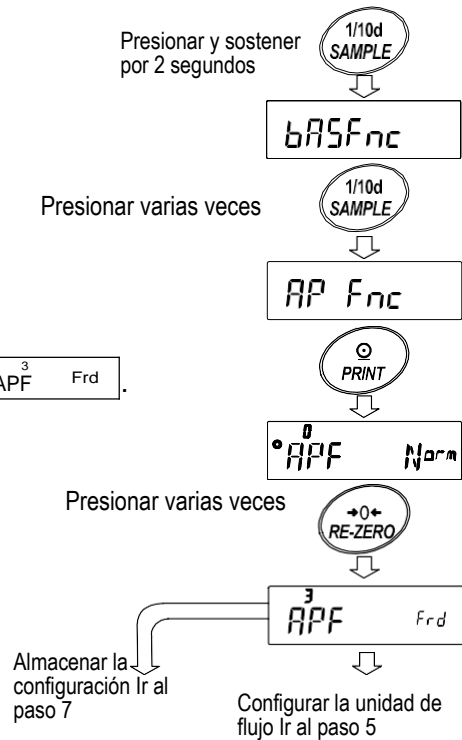 Presionar y sostener
por 2 segundos
1/10d
SAMPLE
bASFnc
Presionar varias veces
1/10d
SAMPLE
AP Fnc
PRINT
3
APF Frd .
0
APF Norm
Presionar varias veces
→0←
RE-ZERO
3
APF Frd
Almacenar la
configuración Ir al
paso 7
Configurar la unidad de
flujo Ir al paso 5